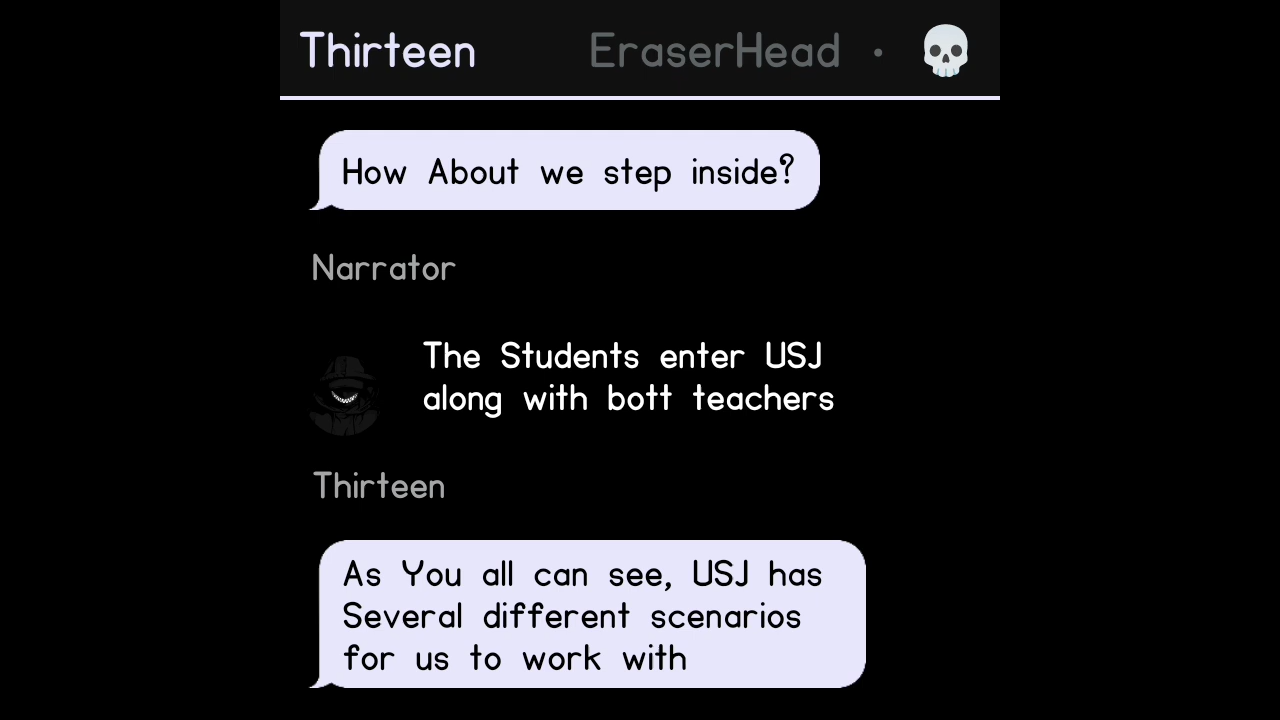 Thirteen EraserHead •
How About we step inside?
Narrator
The Students enter USJ
along with bott teachers
Thirteen
As You all can see, USJ has
Several different scenarios
for us to work with